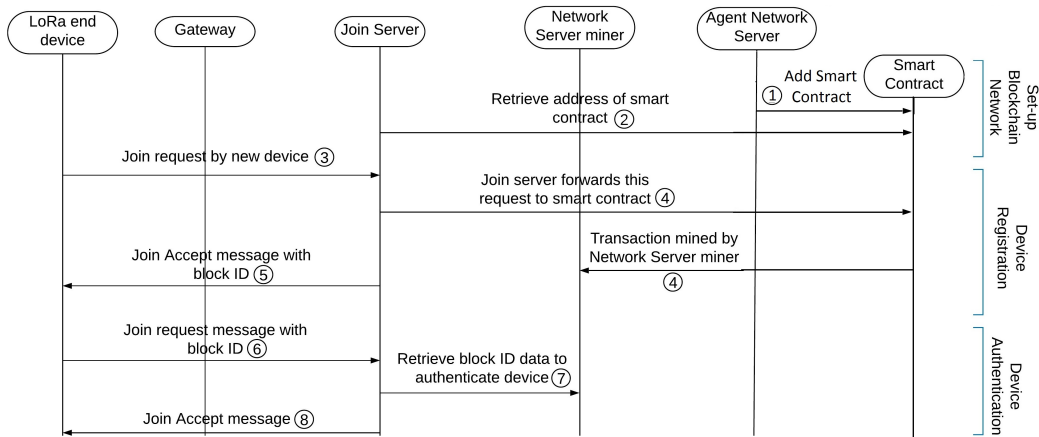 LoRa end
device
Gateway
Join Server
Network
Server miner
Agent Network
Server
Smart
Contract
Add Smart
① Contract
Retrieve address of smart
contract ②
Set-up
Blockchain
Network
Join request by new device ③
Join server forwards this
request to smart contract ④
Transaction mined by
Network Server miner
④
Join Accept message with
block ID ⑤
Device
Registration
Join request message with
block ID ⑥
Retrieve block ID data to
authenticate device ⑦
Join Accept message ⑧
Device
Authentication